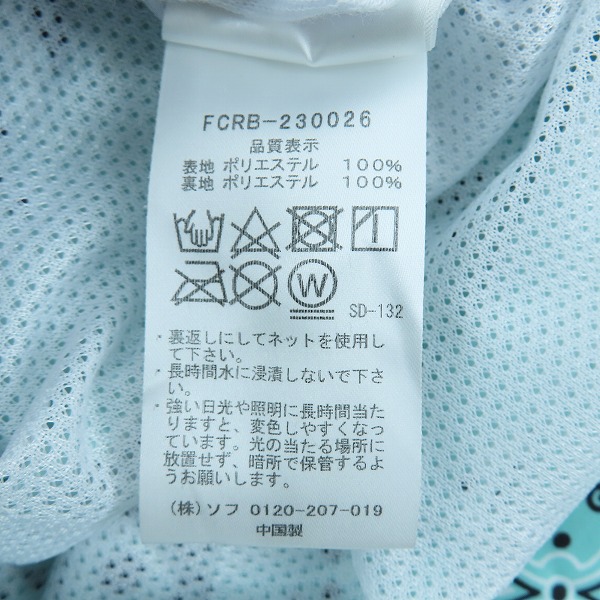 FCRB-230026
品質表示
表地 ポリエステル 100%
裏地 ポリエステル 100%
W
SD-132
・裏返しにしてネットを使用し
て下さい。
・長時間水に浸漬しないで下さ
い。
・強い日光や照明に長時間当た
りますと、変色しやすくなっ
ています。光の当たる場所に
放置せず、暗所で保管するよ
うお願いします。
(株)ソフ 0120-207-019
中国製